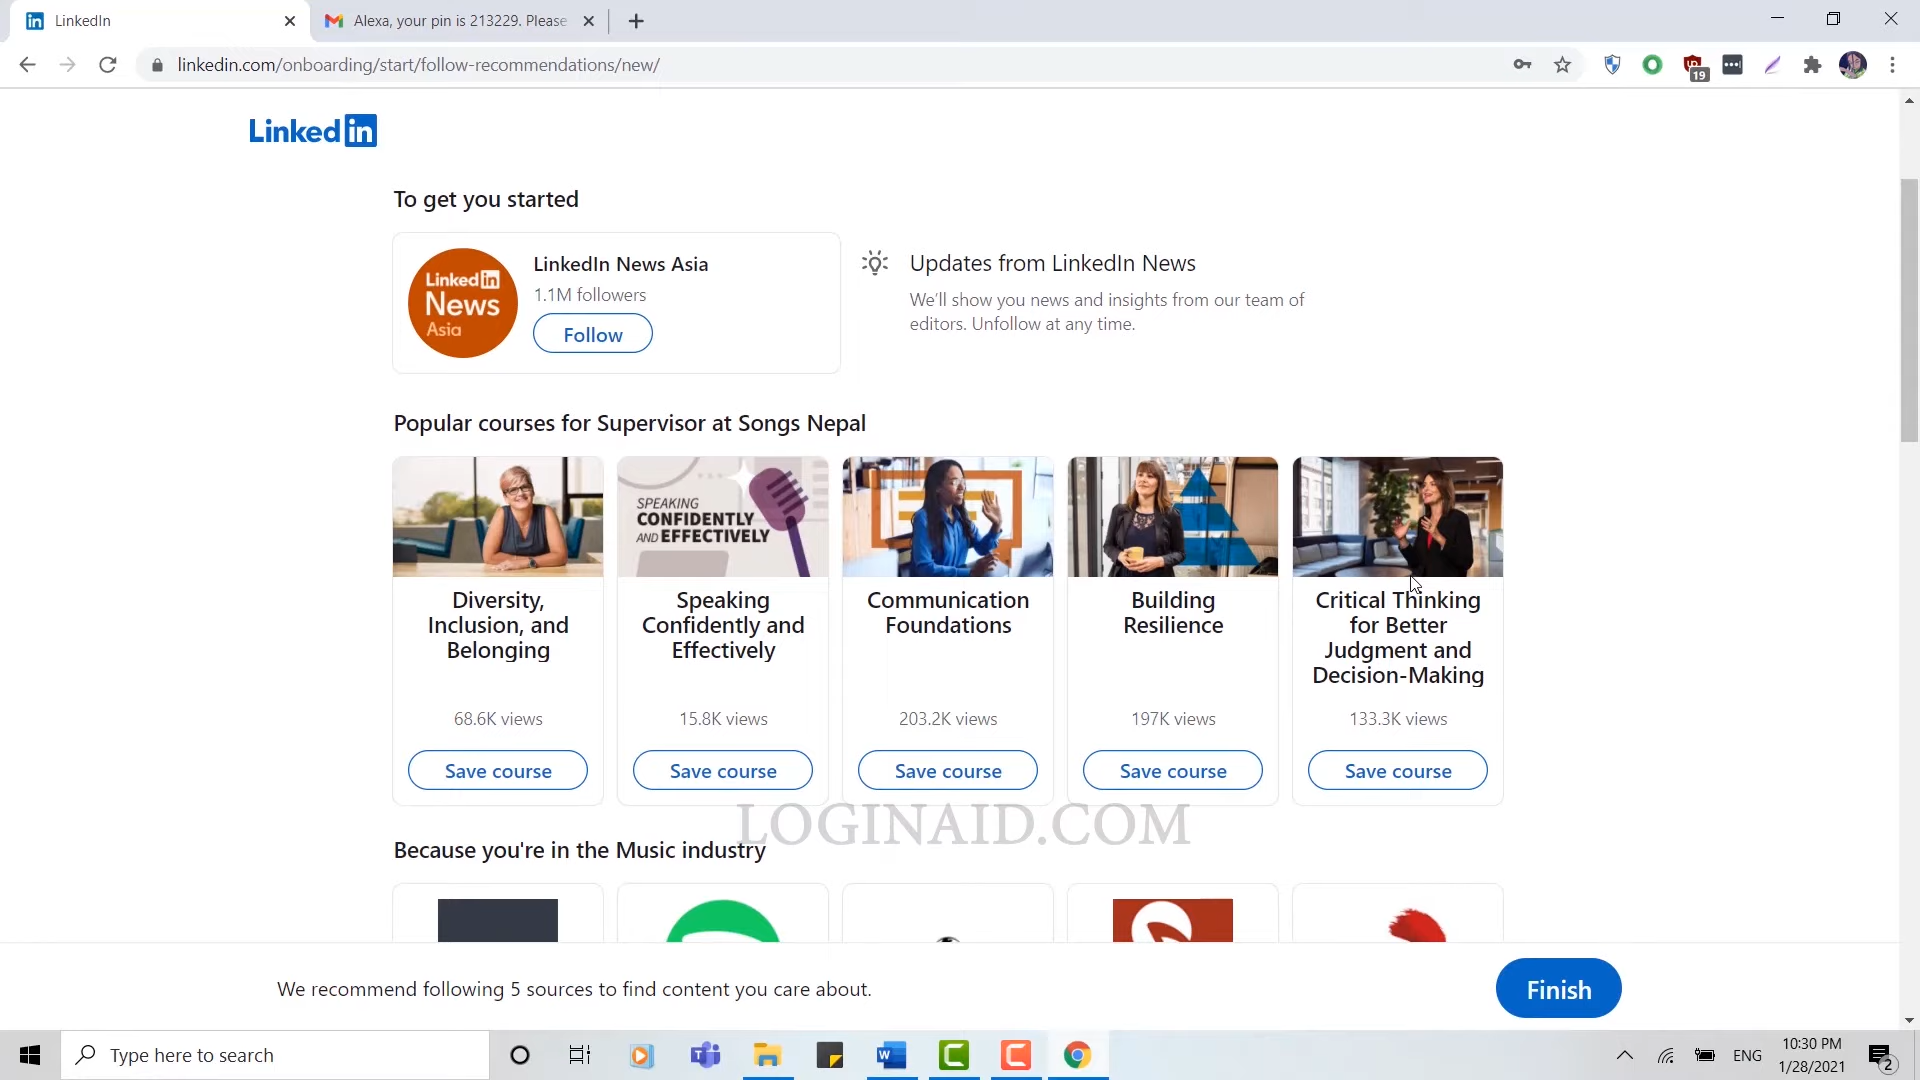 LinkedIn
Alexa, your pin is 213229. Please
linkedin.com/onboarding/start/follow-recommendations/new/
19
Linkedin
To get you started
Linkedin
News
Asia
LinkedIn News Asia
1.1M followers
Follow
Updates from LinkedIn News
We'll show you news and insights from our team of
editors. Unfollow at any time.
Popular courses for Supervisor at Songs Nepal
SPEAKING
CONFIDENTLY
AND EFFECTIVELY
Diversity,
Inclusion, and
Belonging
68.6K views
Save course
Speaking
Confidently and
Effectively
15.8K views
Save course
Communication
Foundations
203.2K views
Save course
Building
Resilience
197K views
Save course
Critical Thinking
for Better
Judgment and
Decision-Making
133.3K views
Save course
LOGINAID.COM
Because you're in the Music industry
We recommend following 5 sources to find content you care about.
Finish
Type here to search
ENG
10:30 PM
1/28/2021
2